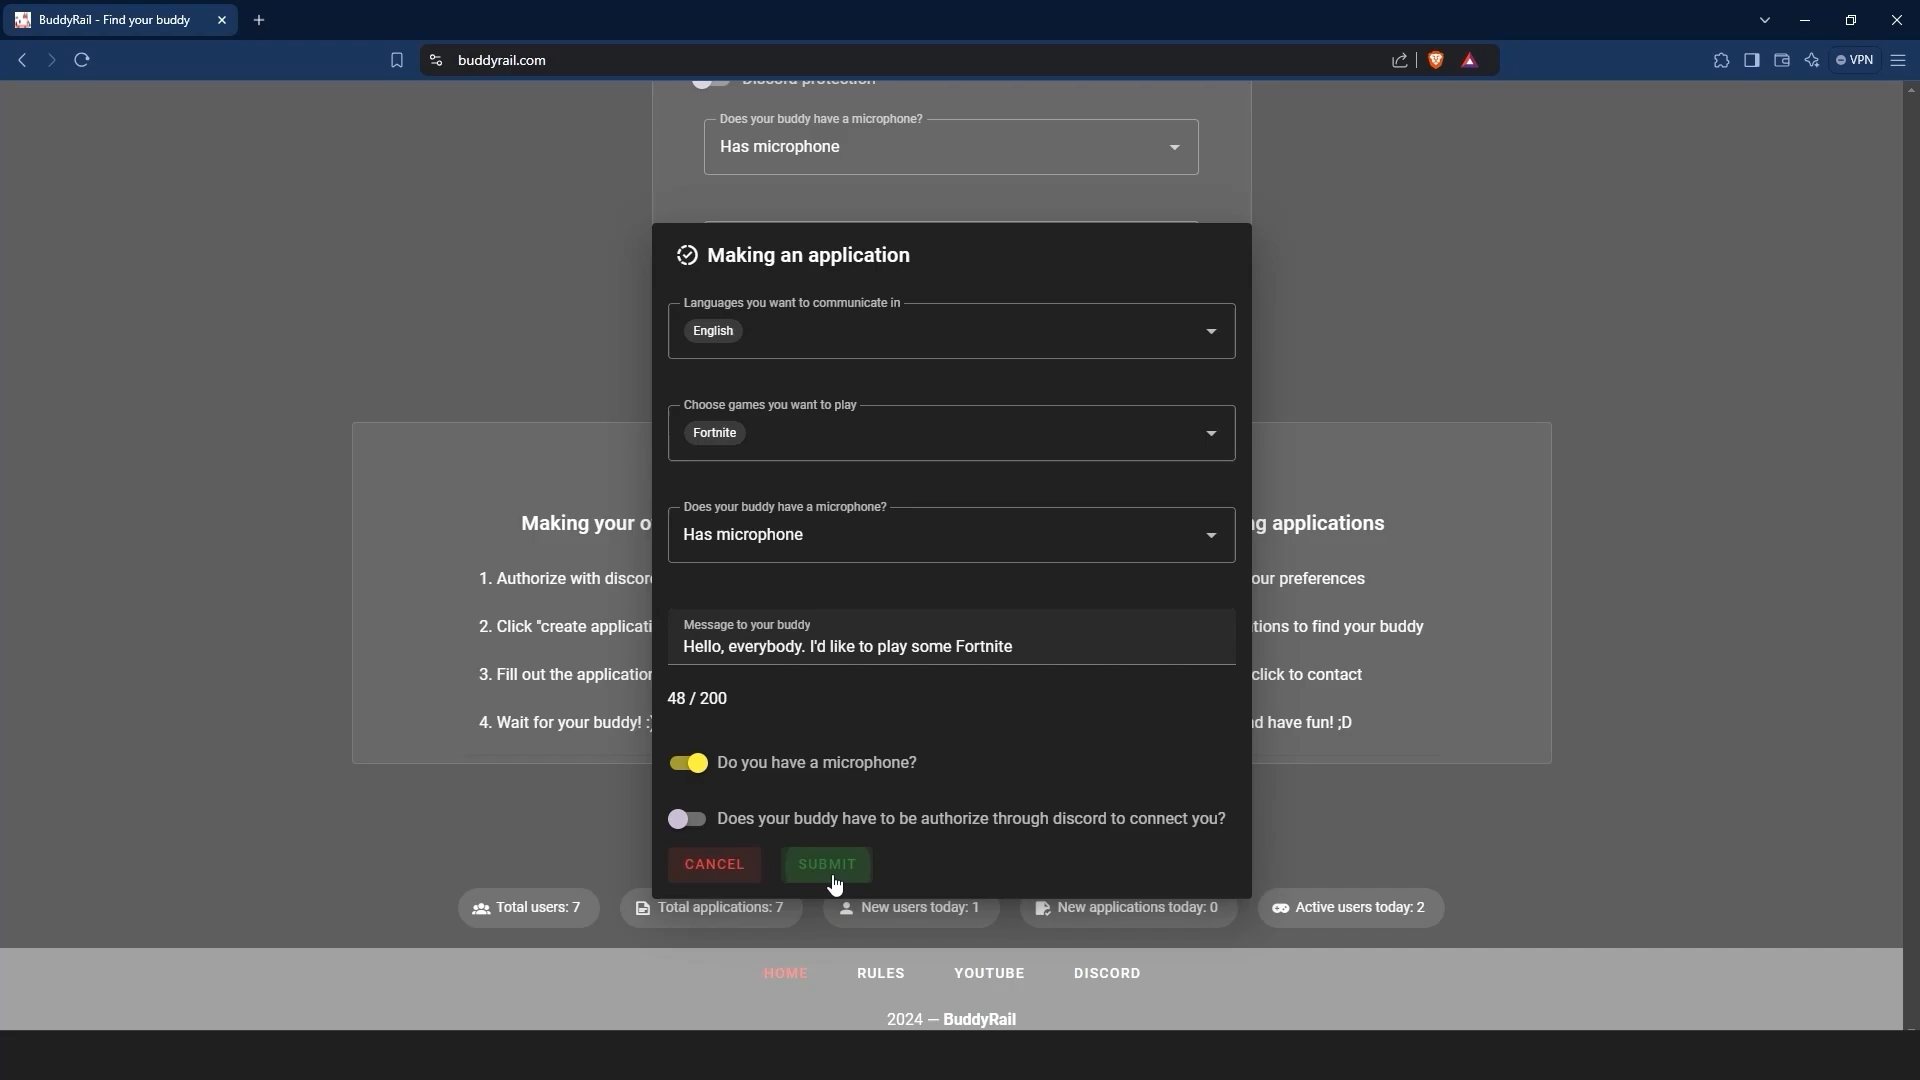 BuddyRail - Find your buddy
buddyrail.com
VPN
Discord protection
Does your buddy have a microphone?
Has microphone
Making an application
Languages you want to communicate in
English
Choose games you want to play
Fortnite
Does your buddy have a microphone?
Has microphone
Message to your buddy
Hello, everybody. I'd like to play some Fortnite
48 / 200
Do you have a microphone?
Does your buddy have to be authorize through discord to connect you?
CANCEL
SUBMIT
Making your o
1. Authorize with discor
2. Click "create applicati
3. Fill out the application
4. Wait for your buddy! :)
g applications
our preferences
tions to find your buddy
click to contact
d have fun! ;D
Total users: 7
Total applications: 7
New users today: 1
New applications today: 0
Active users today: 2
HOME
RULES
YOUTUBE
DISCORD
2024 — BuddyRail